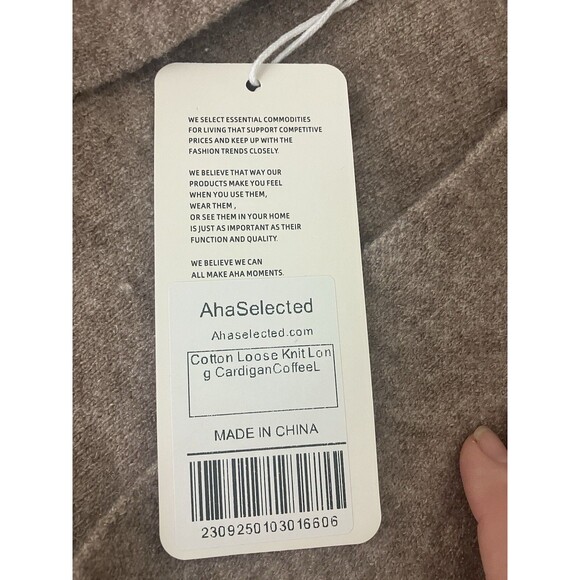 WE SELECT ESSENTIAL COMMODITIES
FOR LIVING THAT SUPPORT COMPETITIVE
PRICES AND KEEP UP WITH THE
FASHION TRENDS CLOSELY.
WE BELIEVE THAT WAY OUR
PRODUCTS MAKE YOU FEEL
WHEN YOU USE THEM,
WEAR THEM ,
OR SEE THEM IN YOUR HOME
IS JUST AS IMPORTANT AS THEIR
FUNCTION AND QUALITY.
WE BELIEVE WE CAN
ALL MAKE AHA MOMENTS.
AhaSelected
Ahaselected.com
Cotton Loose Knit Lon
g CardiganCoffeeL
MADE IN CHINA
2309250103016606